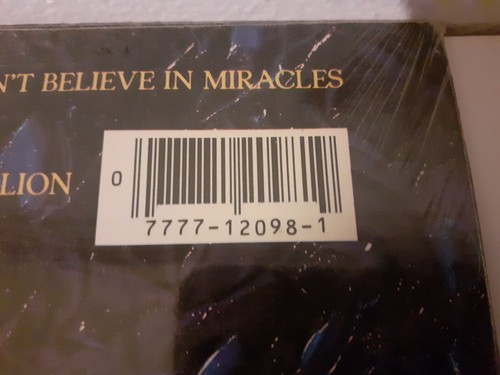 N'T BELIEVE IN MIRACLES
LION
0
7777-12098-1